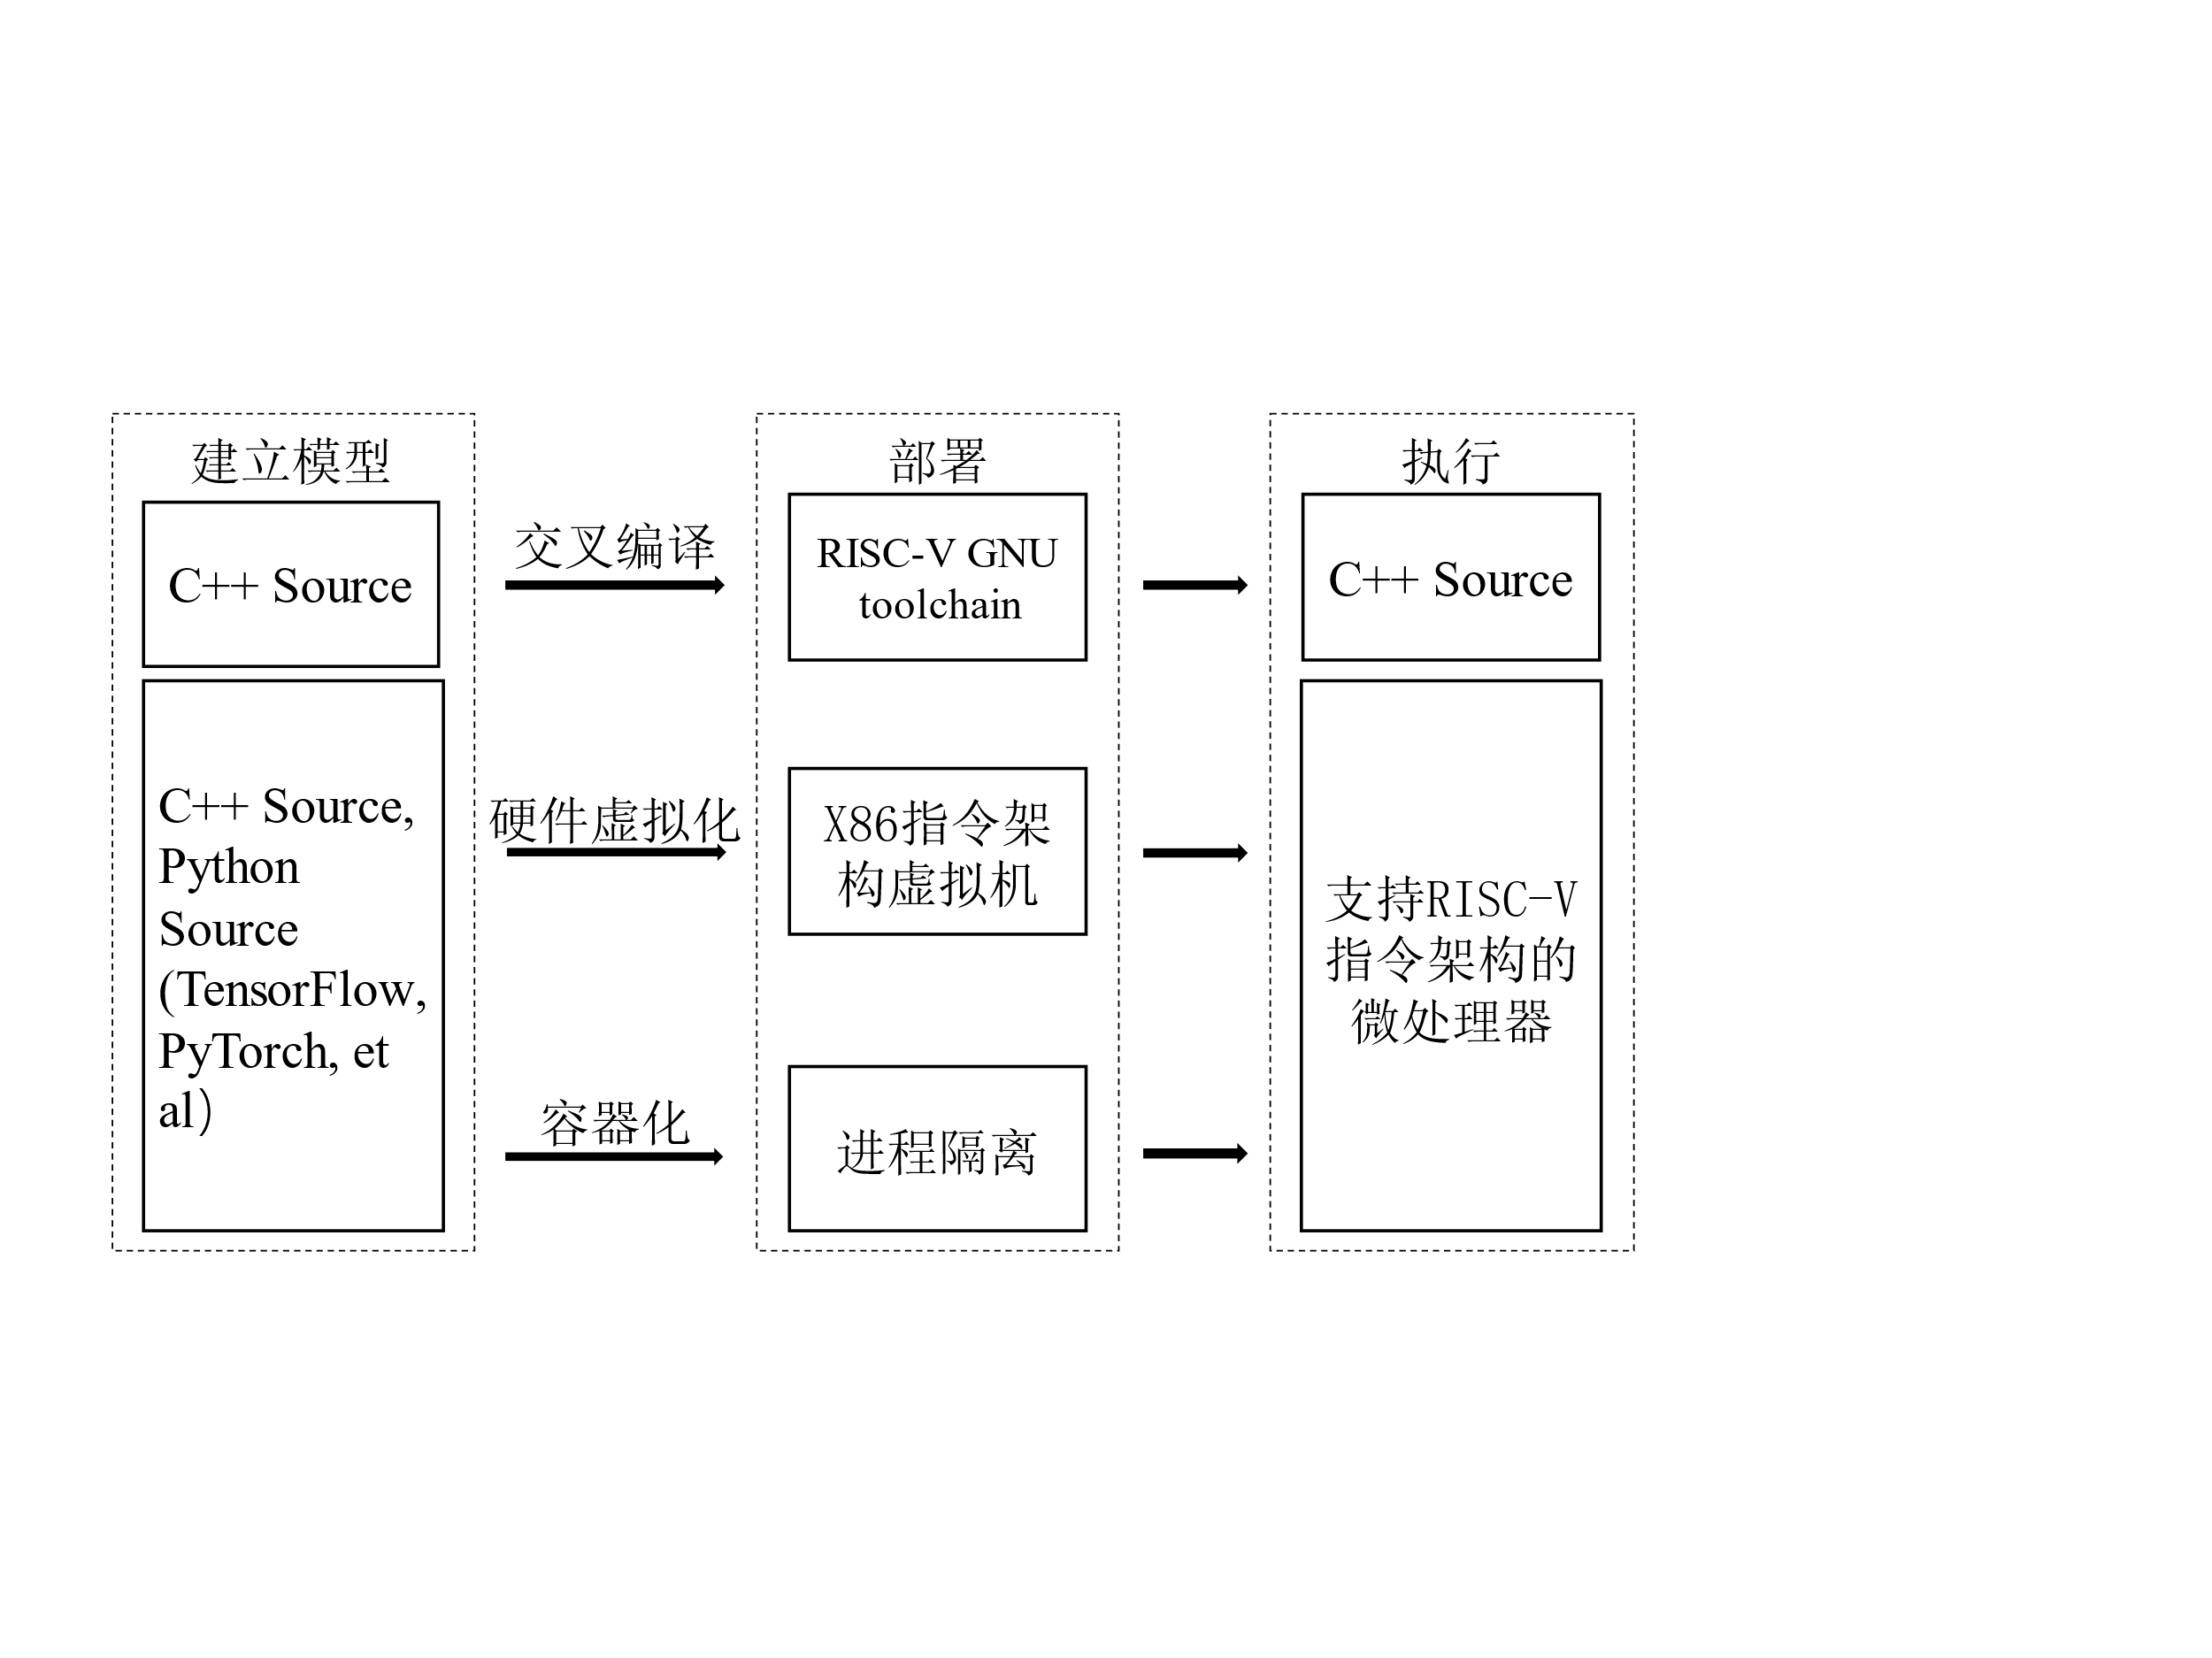 建立模型
C++ Source
C++ Source,
Python
Source
(TensorFlow,
PyTorch, et
al）
交叉编译
硬件虚拟化
容器化
部署
RISC-V GNU
toolchain
X86指令架
构虚拟机
进程隔离
执行
C++ Source
支持RISC-V
指令架构的
微处理器